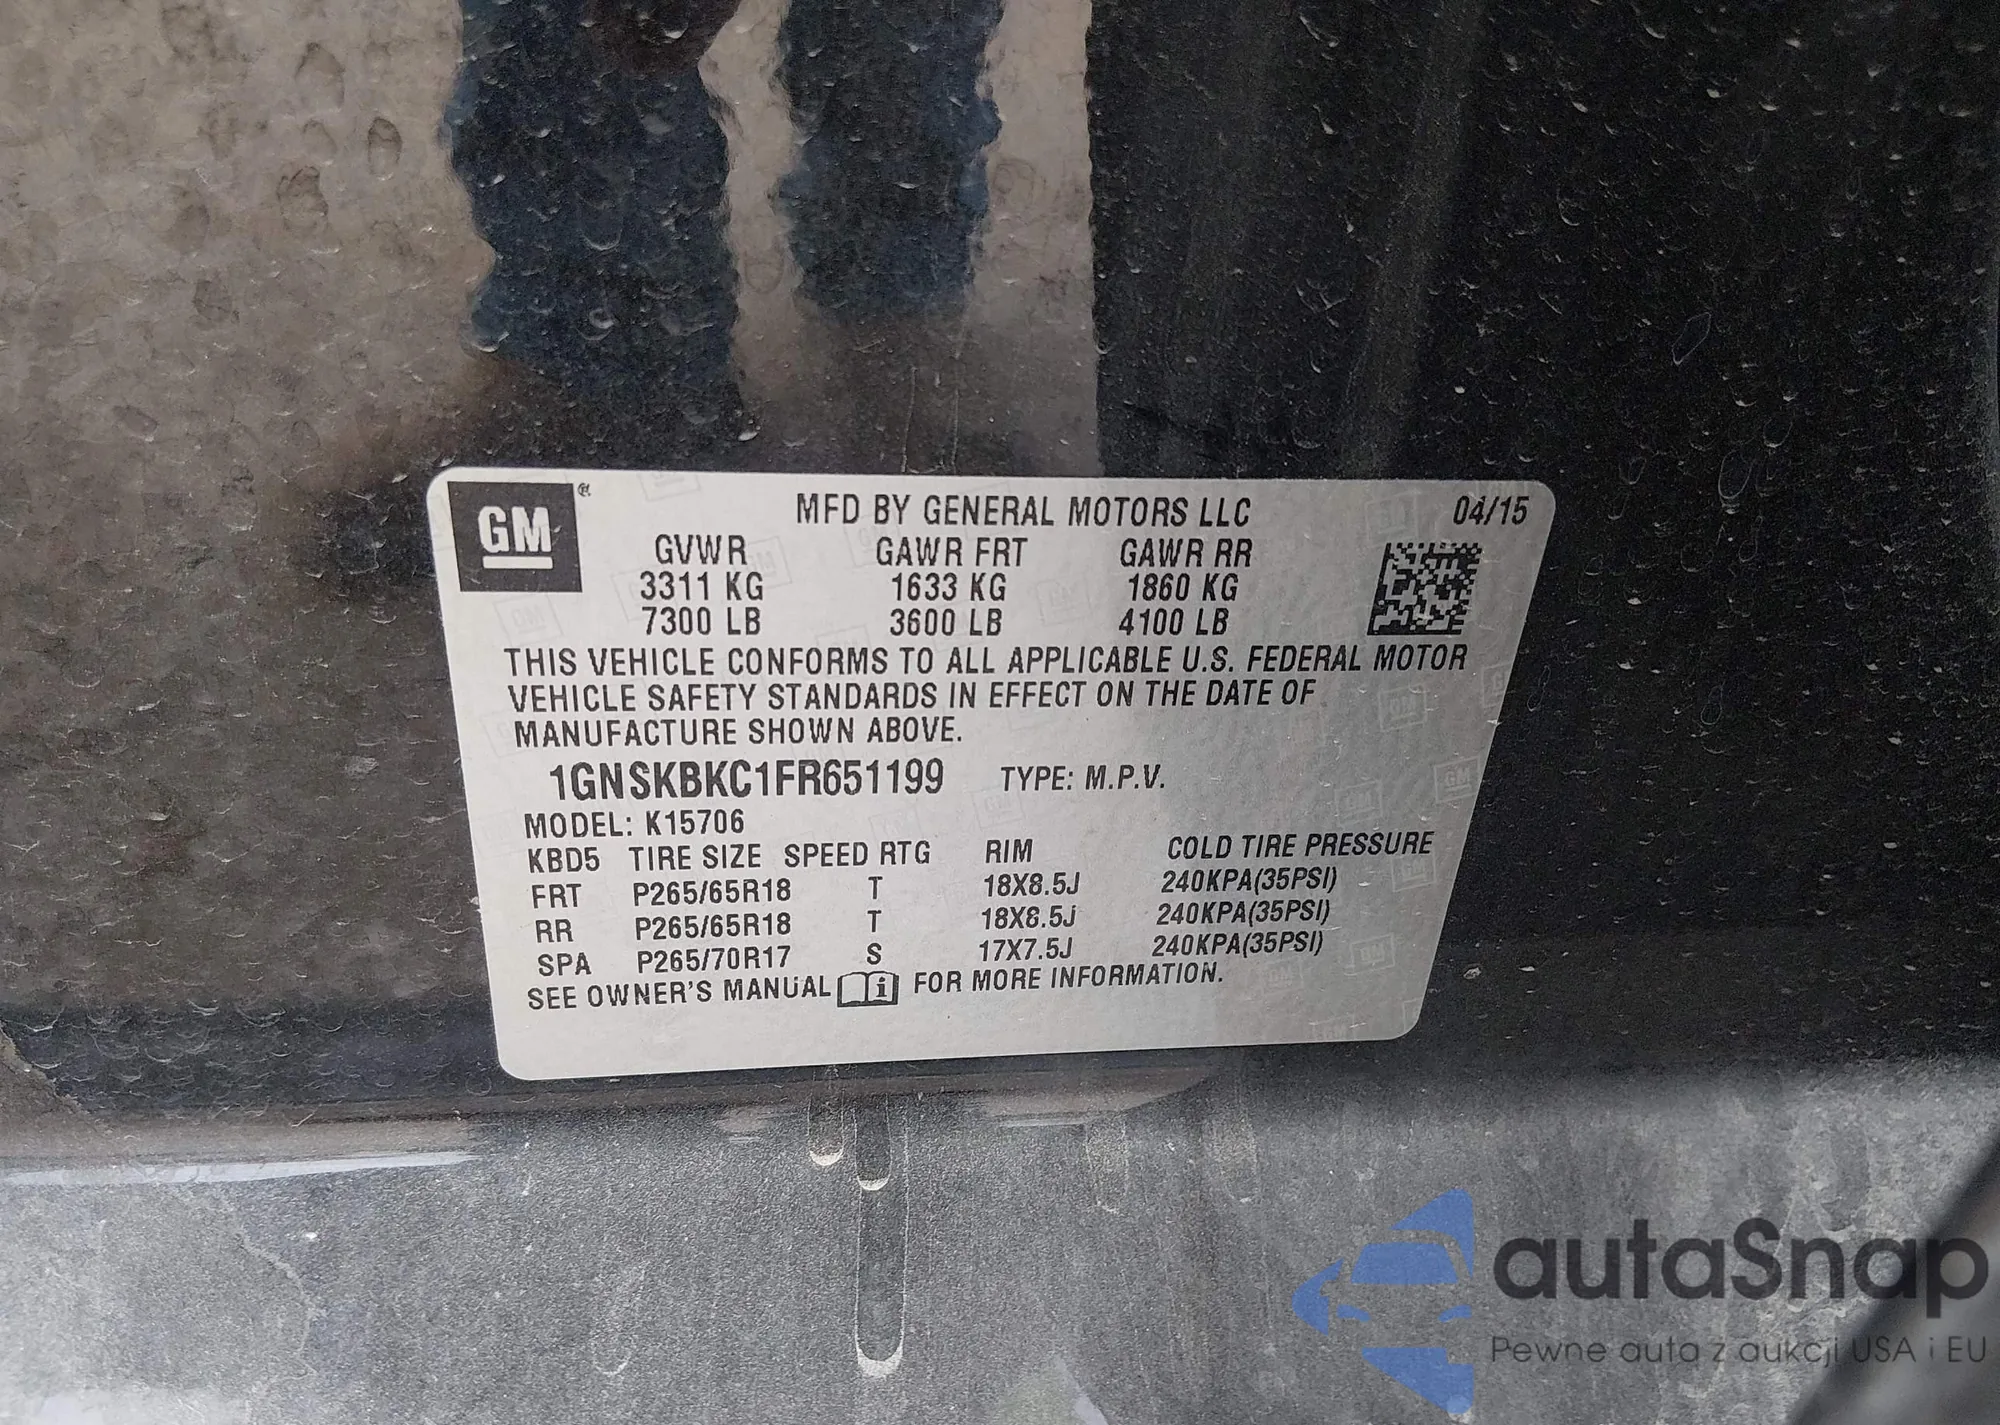 GM ® MFD BY GENERAL MOTORS LLC 04/15
GVWR GAWR FRT GAWR RR
3311 KG 1633 KG 1860 KG
7300 LB 3600 LB 4100 LB
THIS VEHICLE CONFORMS TO ALL APPLICABLE U.S. FEDERAL MOTOR
VEHICLE SAFETY STANDARDS IN EFFECT ON THE DATE OF
MANUFACTURE SHOWN ABOVE.
1GNSKBKC1FR651199 TYPE: M.P.V.
MODEL: K15706
KBD5 TIRE SIZE SPEED RTG RIM COLD TIRE PRESSURE
FRT P265/65R18 T 18X8.5J 240KPA(35PSI)
RR P265/65R18 T 18X8.5J 240KPA(35PSI)
SPA P265/70R17 S 17X7.5J 240KPA(35PSI)
SEE OWNER'S MANUAL i FOR MORE INFORMATION.
autaSnap
Pewne auta z aukcji USA i EU